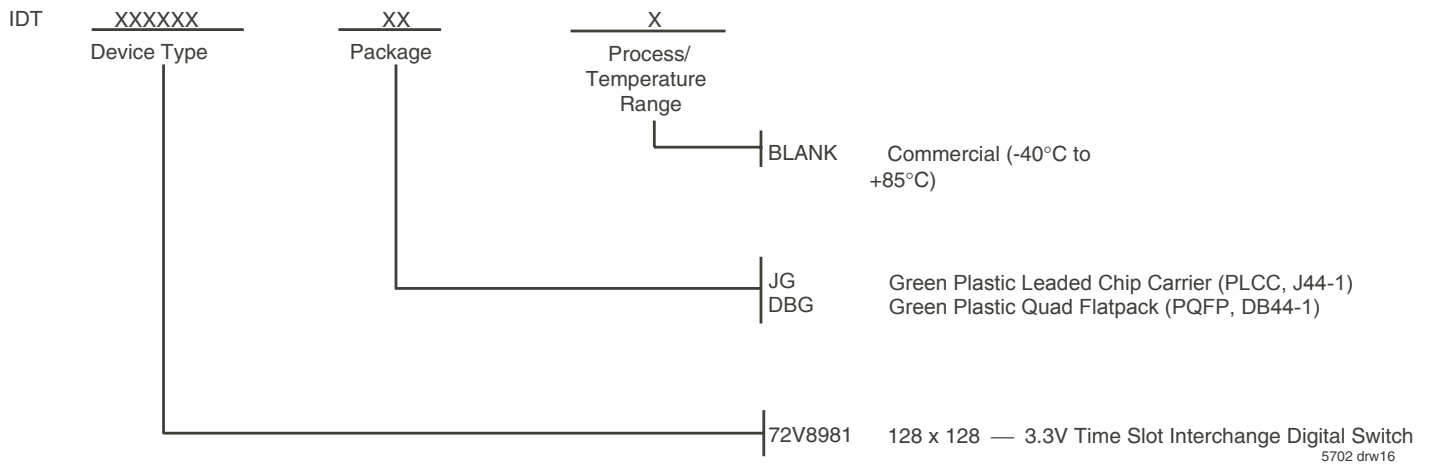 IDT XXXXXX XX X
Device Type Package Process/
Temperature
Range
BLANK Commercial (-40°C to
+85°C)
JG Green Plastic Leaded Chip Carrier (PLCC, J44-1)
DBG Green Plastic Quad Flatpack (PQFP, DB44-1)
72V8981 128 x 128 — 3.3V Time Slot Interchange Digital Switch
5702 drw16